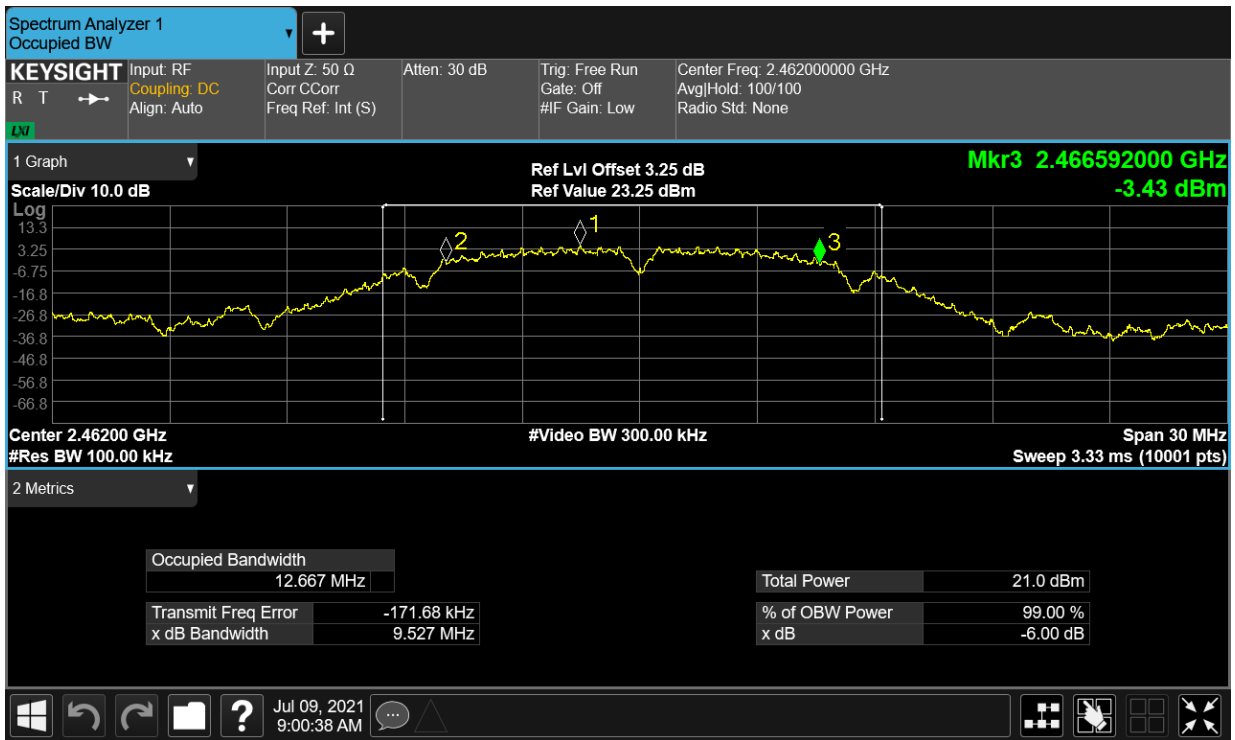 Spectrum Analyzer 1
Occupied BW
▼
+
KEYSIGHT
R T
LXI
Input: RF
Coupling: DC
Align: Auto
Input Z: 50 Ω
Corr CCorr
Freq Ref: Int (S)
Atten: 30 dB
Trig: Free Run
Gate: Off
#IF Gain: Low
Center Freq: 2.462000000 GHz
Avg|Hold: 100/100
Radio Std: None
1 Graph ▼
Scale/Div 10.0 dB
Ref Lvl Offset 3.25 dB
Ref Value 23.25 dBm
Mkr3 2.466592000 GHz
-3.43 dBm
Log
13.3
3.25
-6.75
-16.8
-26.8
-36.8
-46.8
-56.8
-66.8
2
1
3
Center 2.46200 GHz
#Res BW 100.00 kHz
#Video BW 300.00 kHz
Span 30 MHz
Sweep 3.33 ms (10001 pts)
2 Metrics ▼
Occupied Bandwidth
12.667 MHz
Transmit Freq Error -171.68 kHz
x dB Bandwidth 9.527 MHz
Total Power 21.0 dBm
% of OBW Power 99.00 %
x dB -6.00 dB
?
Jul 09, 2021
9:00:38 AM